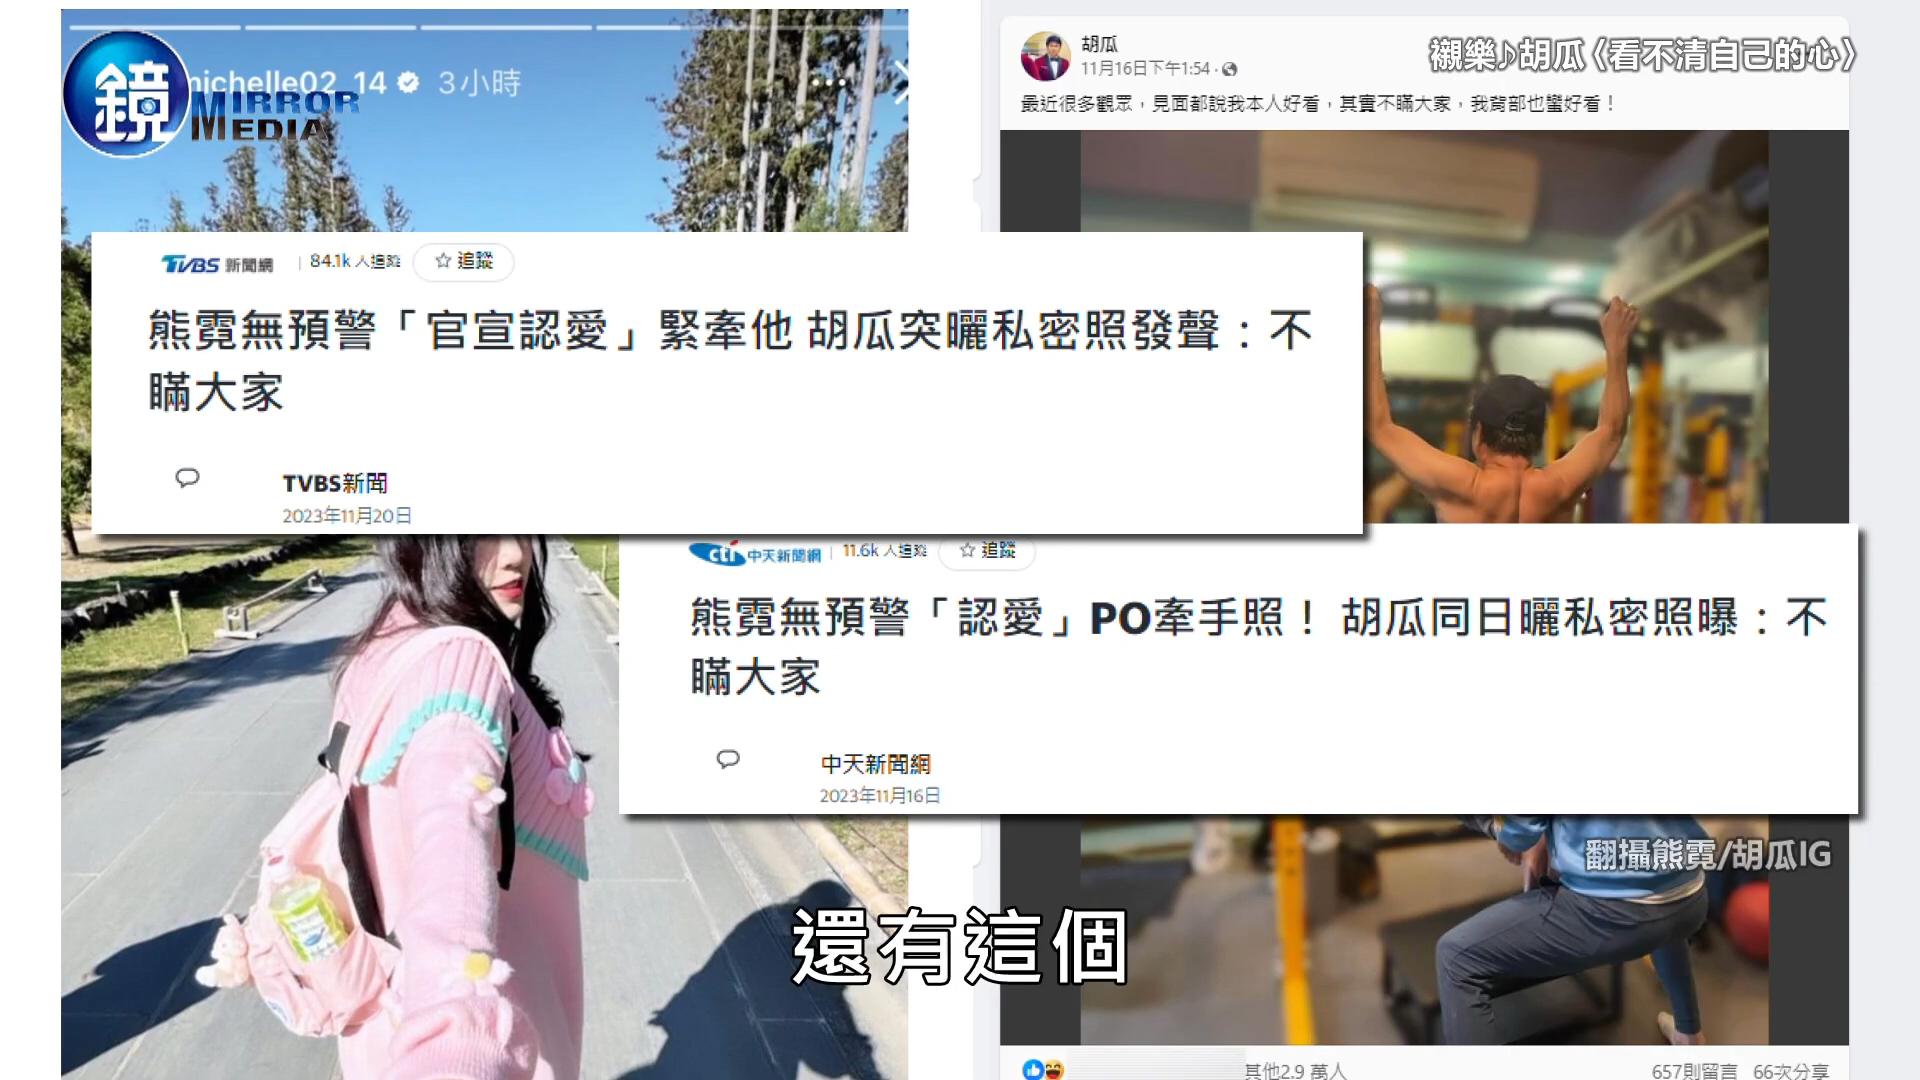 鏡
MIRROR
MEDIA
michelle02_14 3小時
胡瓜
11月16日下午1:54
最近很多觀眾，見面都說我本人好看，其實不瞞大家，我背部也蠻好看！
襯樂♪胡瓜《看不清自己的心》
TVBS 新聞網 | 84.1k 人追蹤 ☆ 追蹤
熊霓無預警「官宣認愛」緊牽他 胡瓜突曬私密照發聲：不
瞞大家
TVBS新聞
2023年11月20日
cti 中天新聞網 | 11.6k 人追蹤 ☆ 追蹤
熊霓無預警「認愛」PO牽手照！ 胡瓜同日曬私密照曝：不
瞞大家
中天新聞網
2023年11月16日
翻攝熊霓/胡瓜IG
還有這個
其他2.9 萬人 657則留言 66次分享